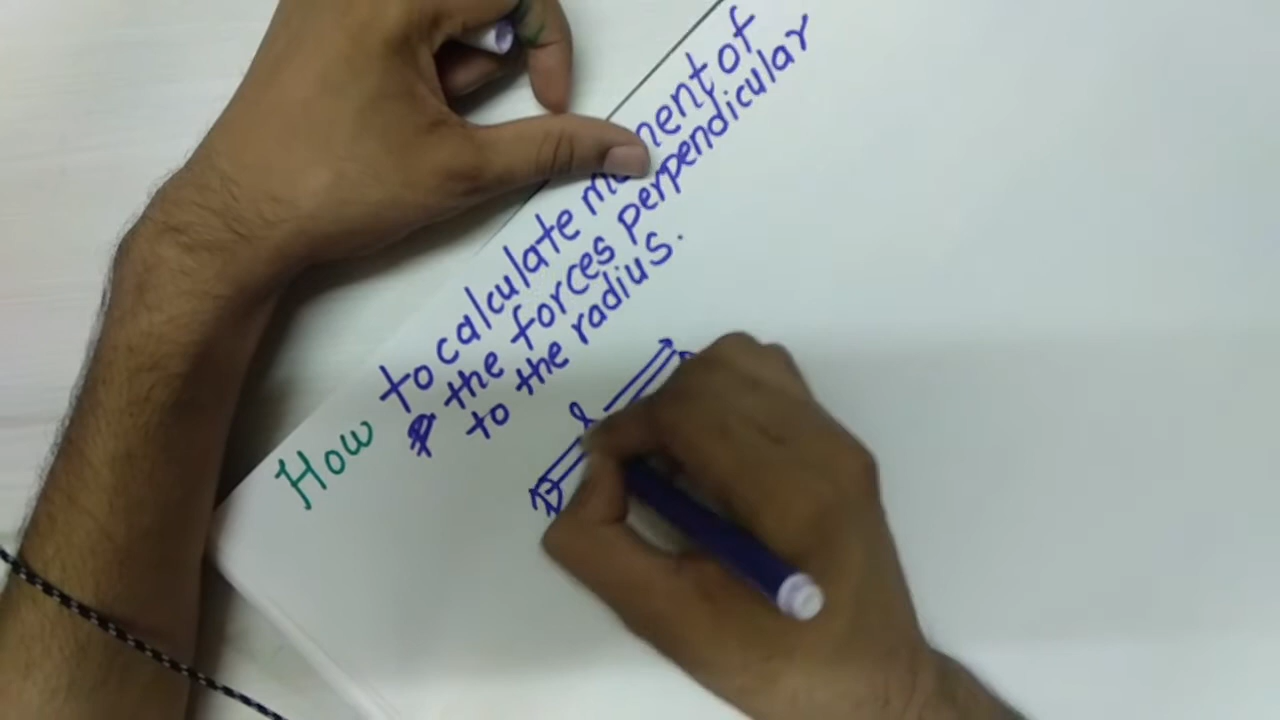 How to calculate moment of
the forces perpendicular
to the radius.